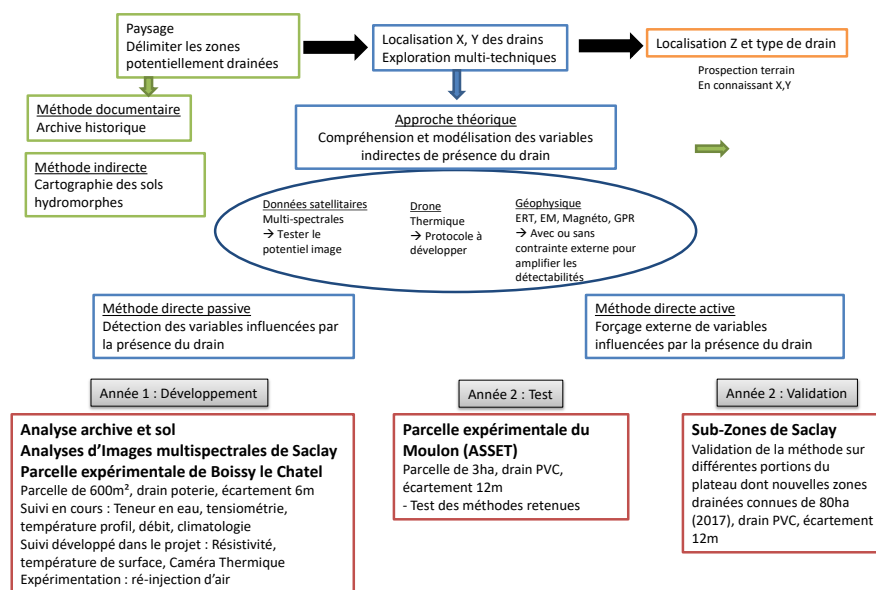 Paysage
Délimiter les zones
potentiellement drainées
Localisation X, Y des drains
Exploration multi-techniques
Localisation Z et type de drain
Prospection terrain
En connaissant X,Y
Méthode documentaire
Archive historique
Méthode indirecte
Cartographie des sols
hydromorphes
Approche théorique
Compréhension et modélisation des variables
indirectes de présence du drain
Données satellitaires
Multi-spectrales
→ Tester le
potentiel image
Drone
Thermique
→ Protocole à
développer
Géophysique
ERT, EM, Magnéto, GPR
→ Avec ou sans
contrainte externe pour
amplifier les
détectabilités
Méthode directe passive
Détection des variables influencées par
la présence du drain
Méthode directe active
Forçage externe de variables
influencées par la présence du drain
Année 1 : Développement
Année 2 : Test
Année 2 : Validation
Analyse archive et sol
Analyses d'Images multispectrales de Saclay
Parcelle expérimentale de Boissy le Chatel
Parcelle de 600m², drain poterie, écartement 6m
Suivi en cours : Teneur en eau, tensiométrie,
température profil, débit, climatologie
Suivi développé dans le projet : Résistivité,
température de surface, Caméra Thermique
Expérimentation : ré-injection d'air
Parcelle expérimentale du
Moulon (ASSET)
Parcelle de 3ha, drain PVC,
écartement 12m
- Test des méthodes retenues
Sub-Zones de Saclay
Validation de la méthode sur
différentes portions du
plateau dont nouvelles zones
drainées connues de 80ha
(2017), drain PVC, écartement
12m